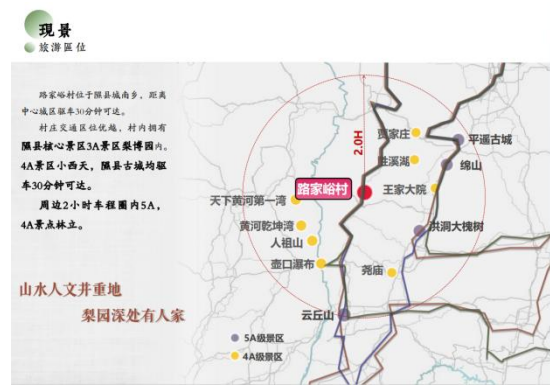 现景
旅游区位
路家峪村位于隰县城南乡，距离
中心城区驱车30分钟可达。
村庄交通区位优越，村内拥有
隰县核心景区3A景区梨博园内。
4A景区小西天，隰县古城均驱
车30分钟可达。
周边2小时车程圈内5A，
4A景点林立。
山水人文并重地
梨园深处有人家
2.0H
贾家庄
平遥古城
胜溪湖
绵山
路家峪村
王家大院
天下黄河第一湾
黄河乾坤湾
洪洞大槐树
人祖山
壶口瀑布
尧庙
云丘山
5A级景区
4A级景区